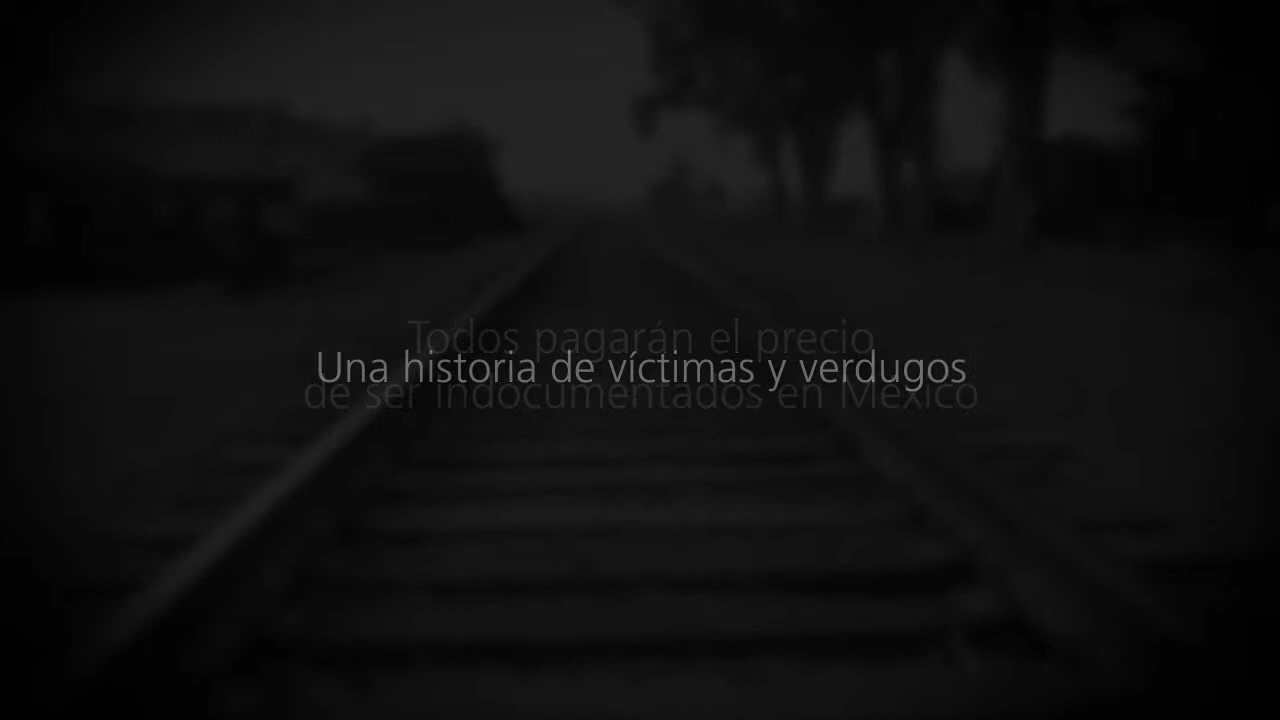 Todos pagarán el precio
Una historia de víctimas y verdugos
de ser indocumentados en México